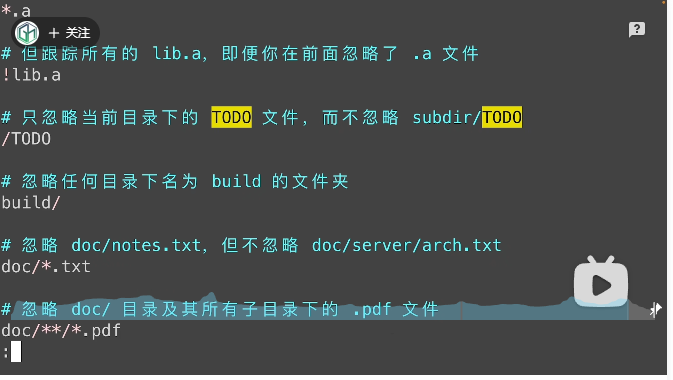 *.a
+ 关注
?
# 但跟踪所有的 lib.a，即便你在前面忽略了 .a 文件
!lib.a
# 只忽略当前目录下的 TODO 文件，而不忽略 subdir/TODO
/TODO
# 忽略任何目录下名为 build 的文件夹
build/
# 忽略 doc/notes.txt，但不忽略 doc/server/arch.txt
doc/*.txt
# 忽略 doc/ 目录及其所有子目录下的 .pdf 文件
doc/**/*.pdf
: